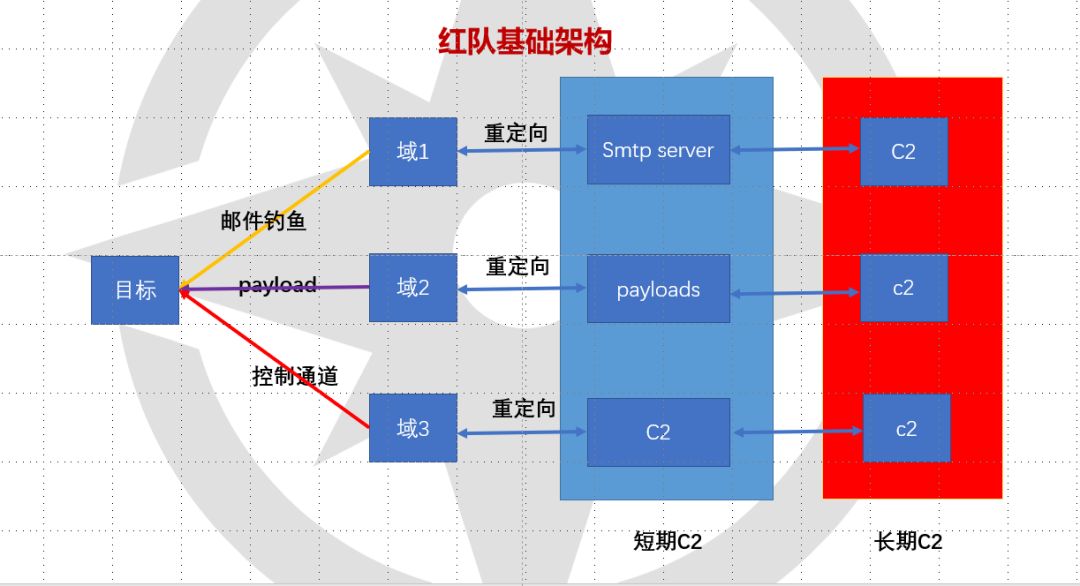 红队基础架构
域1
重定向
Smtp server
C2
邮件钓鱼
目标
payload
域2
重定向
payloads
c2
控制通道
域3
重定向
C2
c2
短期C2
长期C2